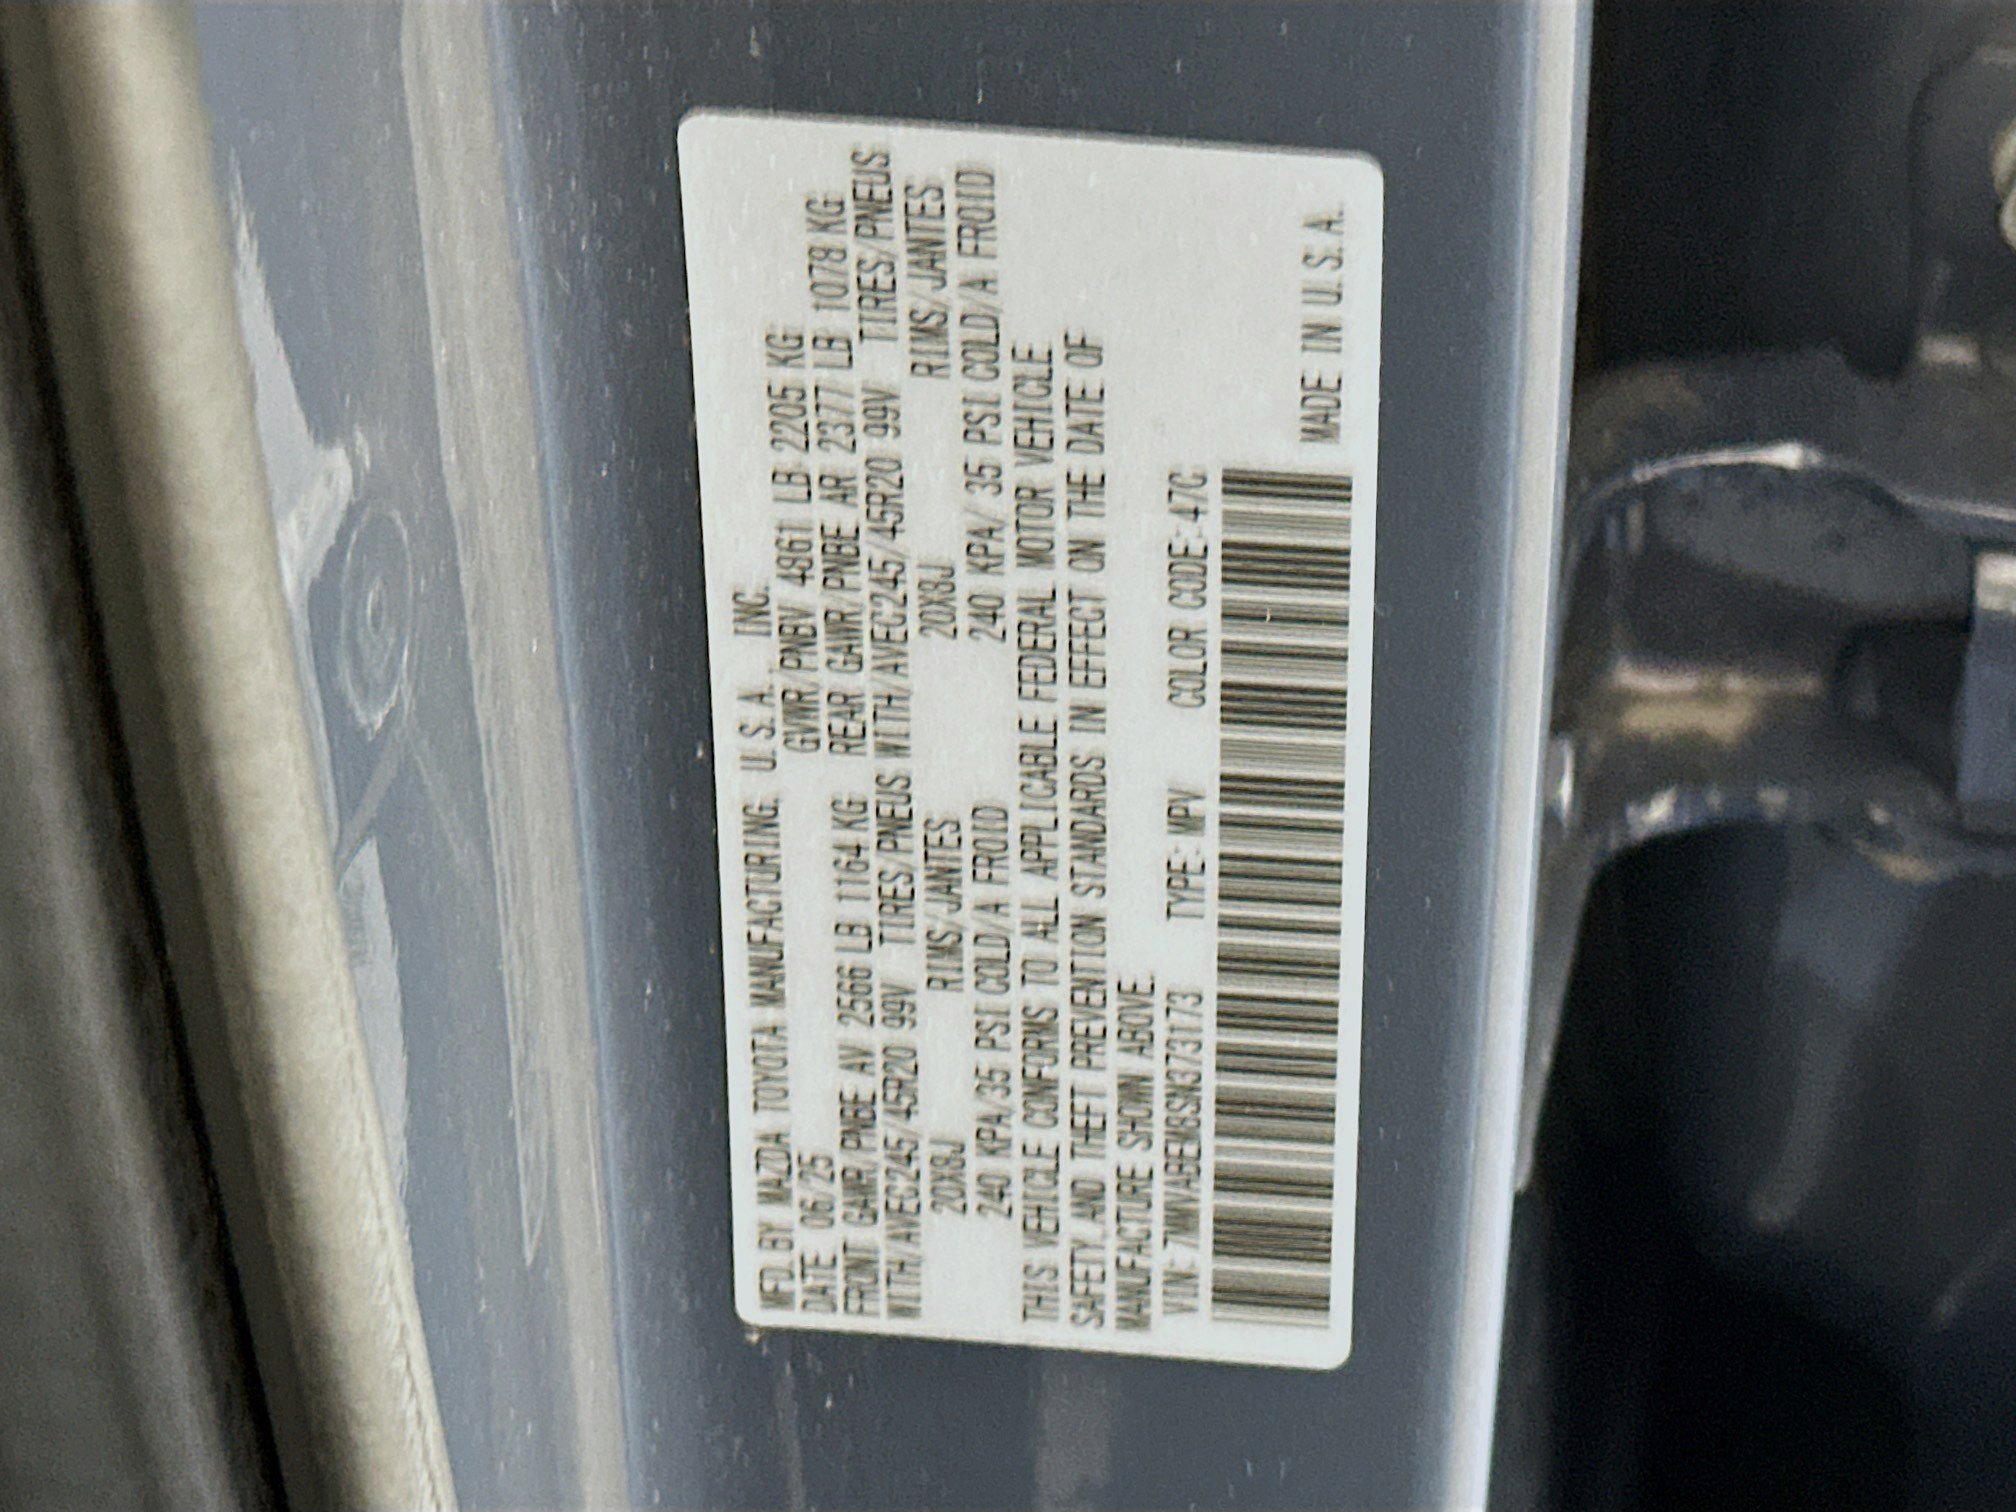 MFD. BY MAZDA TOYOTA MANUFACTURING, U.S.A., INC.
DATE 06/25 GVWR/PNBV 4861 LB 2205 KG
FRONT GAWR/PNBE AV 2566 LB 1164 KG REAR GAWR/PNBE AR 2377 LB 1078 KG
WITH/AVEC245/45R20 99V TIRES/PNEUS WITH/AVEC245/45R20 99V TIRES/PNEUS
20X8J RIMS/JANTES 20X8J RIMS/JANTES
240 KPA/35 PSI COLD/A FROID 240 KPA/35 PSI COLD/A FROID
THIS VEHICLE CONFORMS TO ALL APPLICABLE FEDERAL MOTOR VEHICLE
SAFETY,AND THEFT PREVENTION STANDARDS IN EFFECT ON THE DATE OF
MANUFACTURE SHOWN ABOVE.
VIN: 7MMVABEM8SN373173 TYPE:MPV COLOR CODE:47C
MADE IN U.S.A.